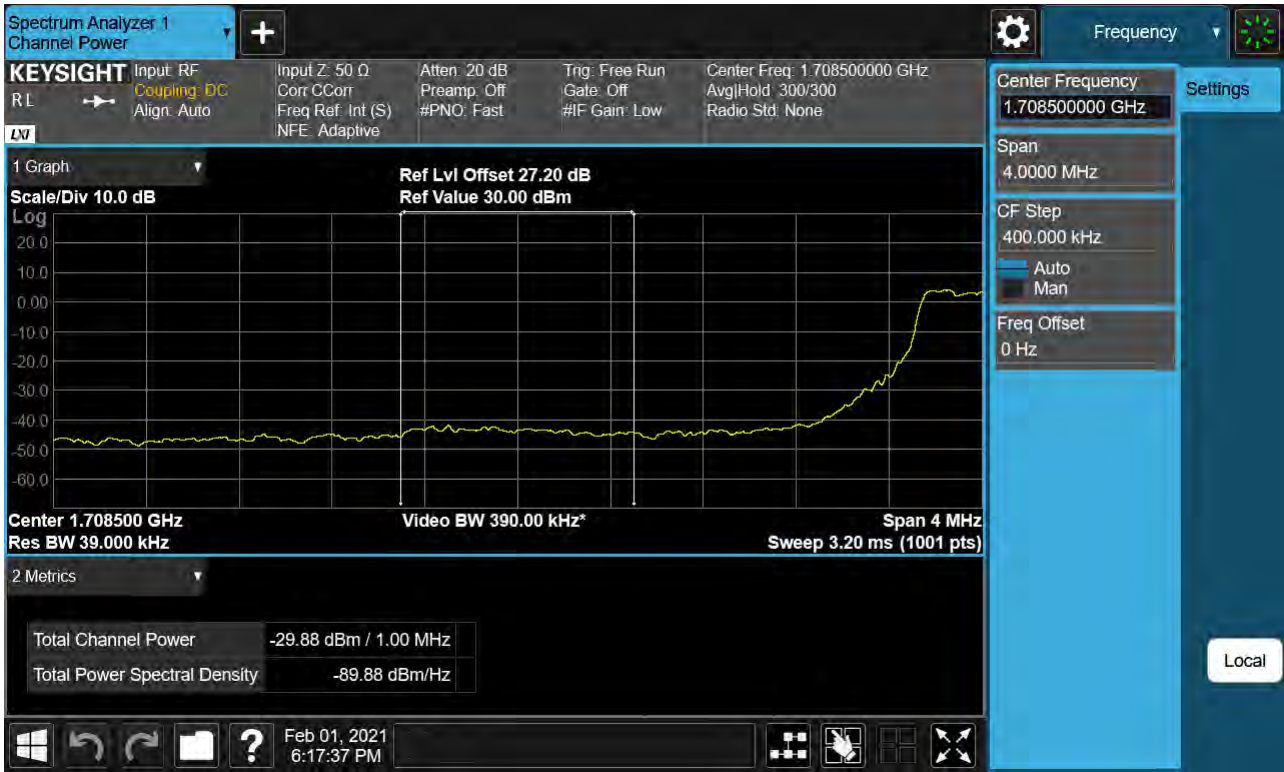 Spectrum Analyzer 1
Channel Power
Frequency
KEYSIGHT
RL
LXI
Input: RF
Coupling: DC
Align: Auto
Input Z: 50 Ω
Corr CCorr
Freq Ref: Int (S)
NFE: Adaptive
Atten: 20 dB
Preamp: Off
#PNO: Fast
Trig: Free Run
Gate: Off
#IF Gain: Low
Center Freq: 1.708500000 GHz
Avg|Hold: 300/300
Radio Std: None
Center Frequency
1.708500000 GHz
Settings
Span
4.0000 MHz
CF Step
400.000 kHz
Auto
Man
Freq Offset
0 Hz
1 Graph
Scale/Div 10.0 dB
Ref Lvl Offset 27.20 dB
Ref Value 30.00 dBm
Log
20.0
10.0
0.00
-10.0
-20.0
-30.0
-40.0
-50.0
-60.0
Center 1.708500 GHz
Res BW 39.000 kHz
Video BW 390.00 kHz*
Span 4 MHz
Sweep 3.20 ms (1001 pts)
2 Metrics
Total Channel Power -29.88 dBm / 1.00 MHz
Total Power Spectral Density -89.88 dBm/Hz
Local
?
Feb 01, 2021
6:17:37 PM